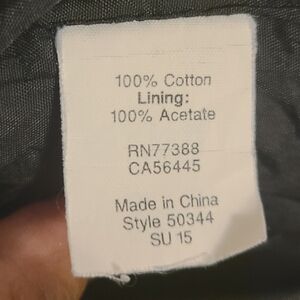 100% Cotton
Lining:
100% Acetate
RN77388
CA56445
Made in China
Style 50344
SU 15